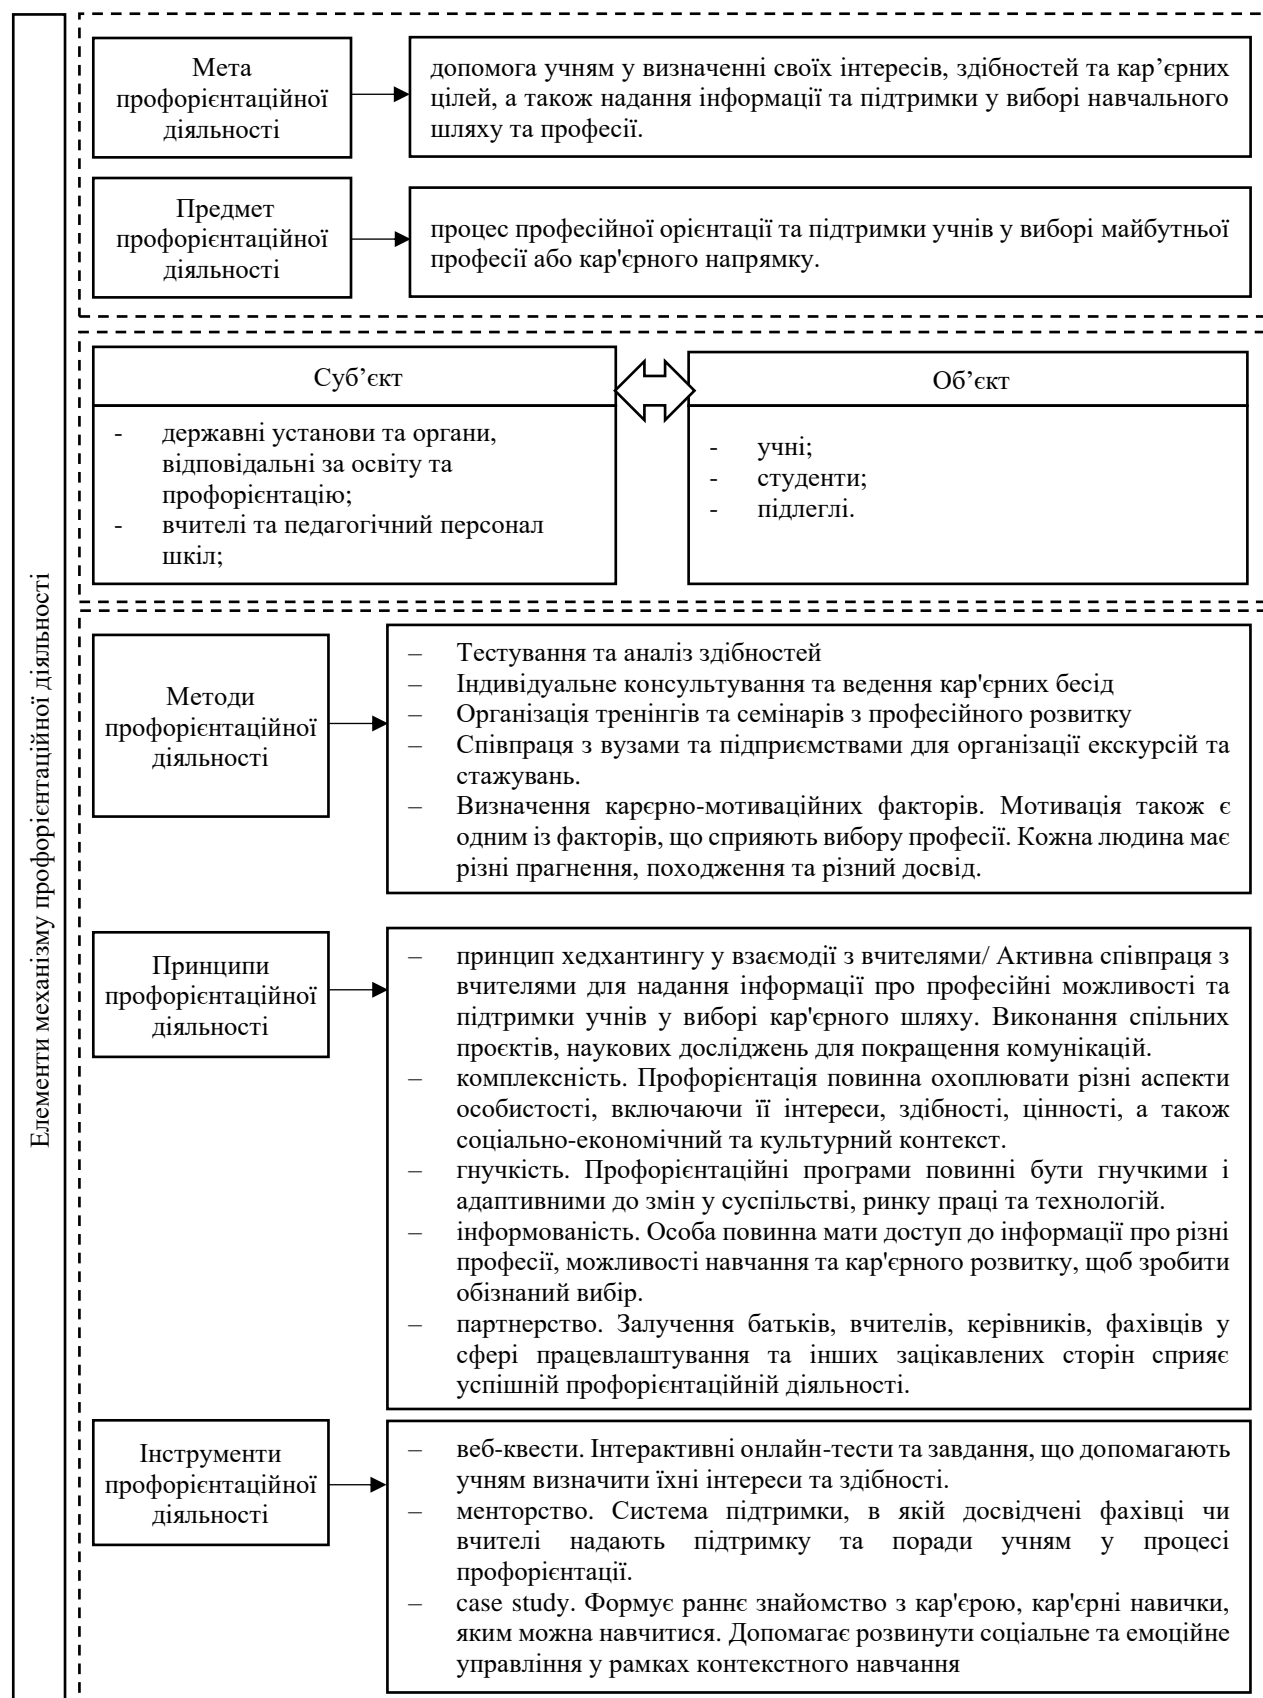 Елементи механізму профорієнтаційної діяльності
Мета
профорієнтаційної
діяльності
допомога учням у визначенні своїх інтересів, здібностей та кар’єрних
цілей, а також надання інформації та підтримки у виборі навчального
шляху та професії.
Предмет
профорієнтаційної
діяльності
процес професійної орієнтації та підтримки учнів у виборі майбутньої
професії або кар'єрного напрямку.
Суб’єкт
- державні установи та органи,
відповідальні за освіту та
профорієнтацію;
- вчителі та педагогічний персонал
шкіл;
Об’єкт
- учні;
- студенти;
- підлеглі.
Методи
профорієнтаційної
діяльності
– Тестування та аналіз здібностей
– Індивідуальне консультування та ведення кар'єрних бесід
– Організація тренінгів та семінарів з професійного розвитку
– Співпраця з вузами та підприємствами для організації екскурсій та
стажувань.
– Визначення карєрно-мотиваційних факторів. Мотивація також є
одним із факторів, що сприяють вибору професії. Кожна людина має
різні прагнення, походження та різний досвід.
Принципи
профорієнтаційної
діяльності
– принцип хедхантингу у взаємодії з вчителями/ Активна співпраця з
вчителями для надання інформації про професійні можливості та
підтримки учнів у виборі кар'єрного шляху. Виконання спільних
проєктів, наукових досліджень для покращення комунікацій.
– комплексність. Профорієнтація повинна охоплювати різні аспекти
особистості, включаючи її інтереси, здібності, цінності, а також
соціально-економічний та культурний контекст.
– гнучкість. Профорієнтаційні програми повинні бути гнучкими і
адаптивними до змін у суспільстві, ринку праці та технологій.
– інформованість. Особа повинна мати доступ до інформації про різні
професії, можливості навчання та кар'єрного розвитку, щоб зробити
обізнаний вибір.
– партнерство. Залучення батьків, вчителів, керівників, фахівців у
сфері працевлаштування та інших зацікавлених сторін сприяє
успішній профорієнтаційній діяльності.
Інструменти
профорієнтаційної
діяльності
– веб-квести. Інтерактивні онлайн-тести та завдання, що допомагають
учням визначити їхні інтереси та здібності.
– менторство. Система підтримки, в якій досвідчені фахівці чи
вчителі надають підтримку та поради учням у процесі
профорієнтації.
– case study. Формує раннє знайомство з кар'єрою, кар'єрні навички,
яким можна навчитися. Допомагає розвинути соціальне та емоційне
управління у рамках контекстного навчання